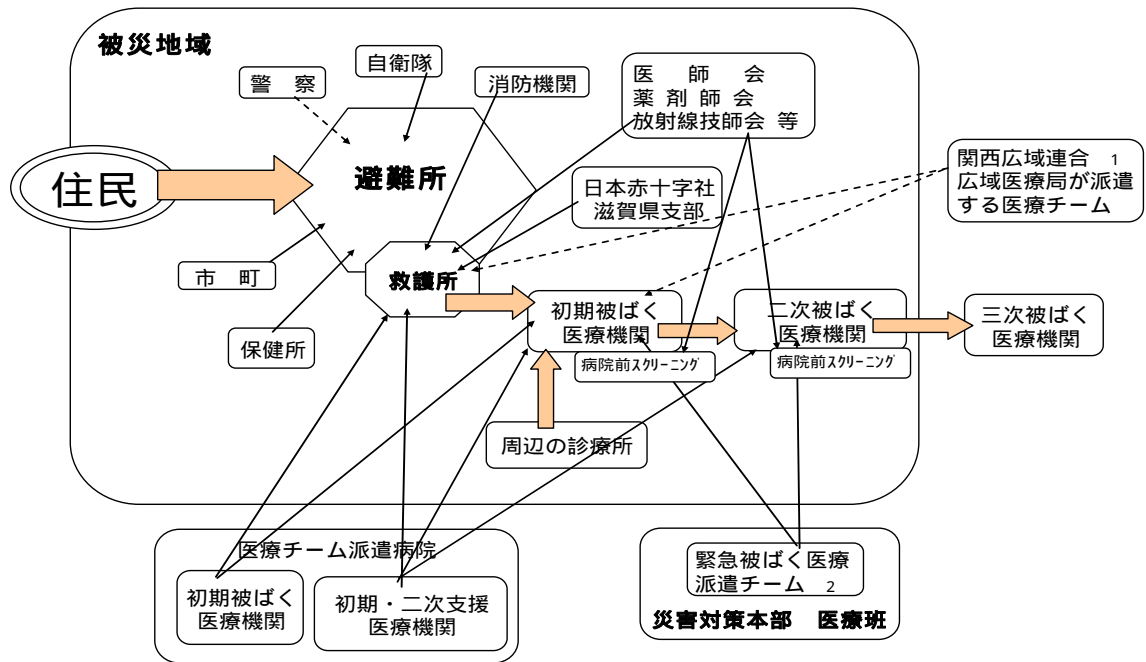 被災地域
警　察
自衛隊
消防機関
医　師　会
薬 剤 師 会
放射線技師会 等
住民
避難所
日本赤十字社
滋賀県支部
関西広域連合　1
広域医療局が派遣
する医療チーム
市　町
救護所
保健所
初期被ばく
医療機関
病院前ｽｸﾘｰﾆﾝｸﾞ
二次被ばく
医療機関
病院前ｽｸﾘｰﾆﾝｸﾞ
三次被ばく
医療機関
周辺の診療所
医療チーム派遣病院
初期被ばく
医療機関
初期・二次支援
医療機関
緊急被ばく医療
派遣チーム　2
災害対策本部　医療班